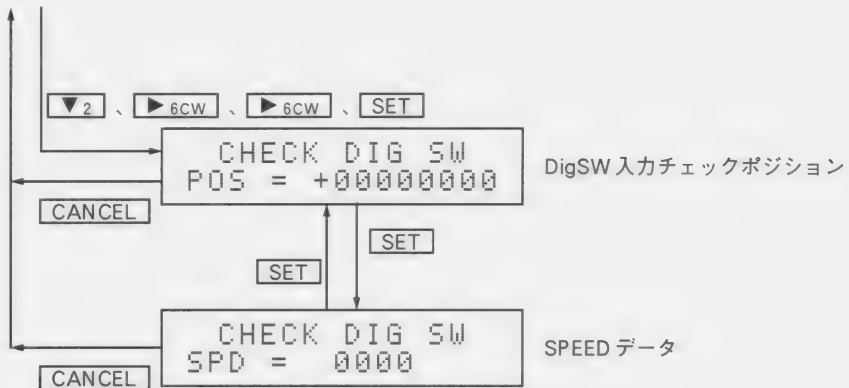 ▼2 、 ►6CW 、 ►6CW 、 SET
CHECK DIG SW
POS = +00000000
DigSW 入力チェックポジション
CANCEL
SET
SET
CHECK DIG SW
SPD = 0000
SPEED データ
CANCEL